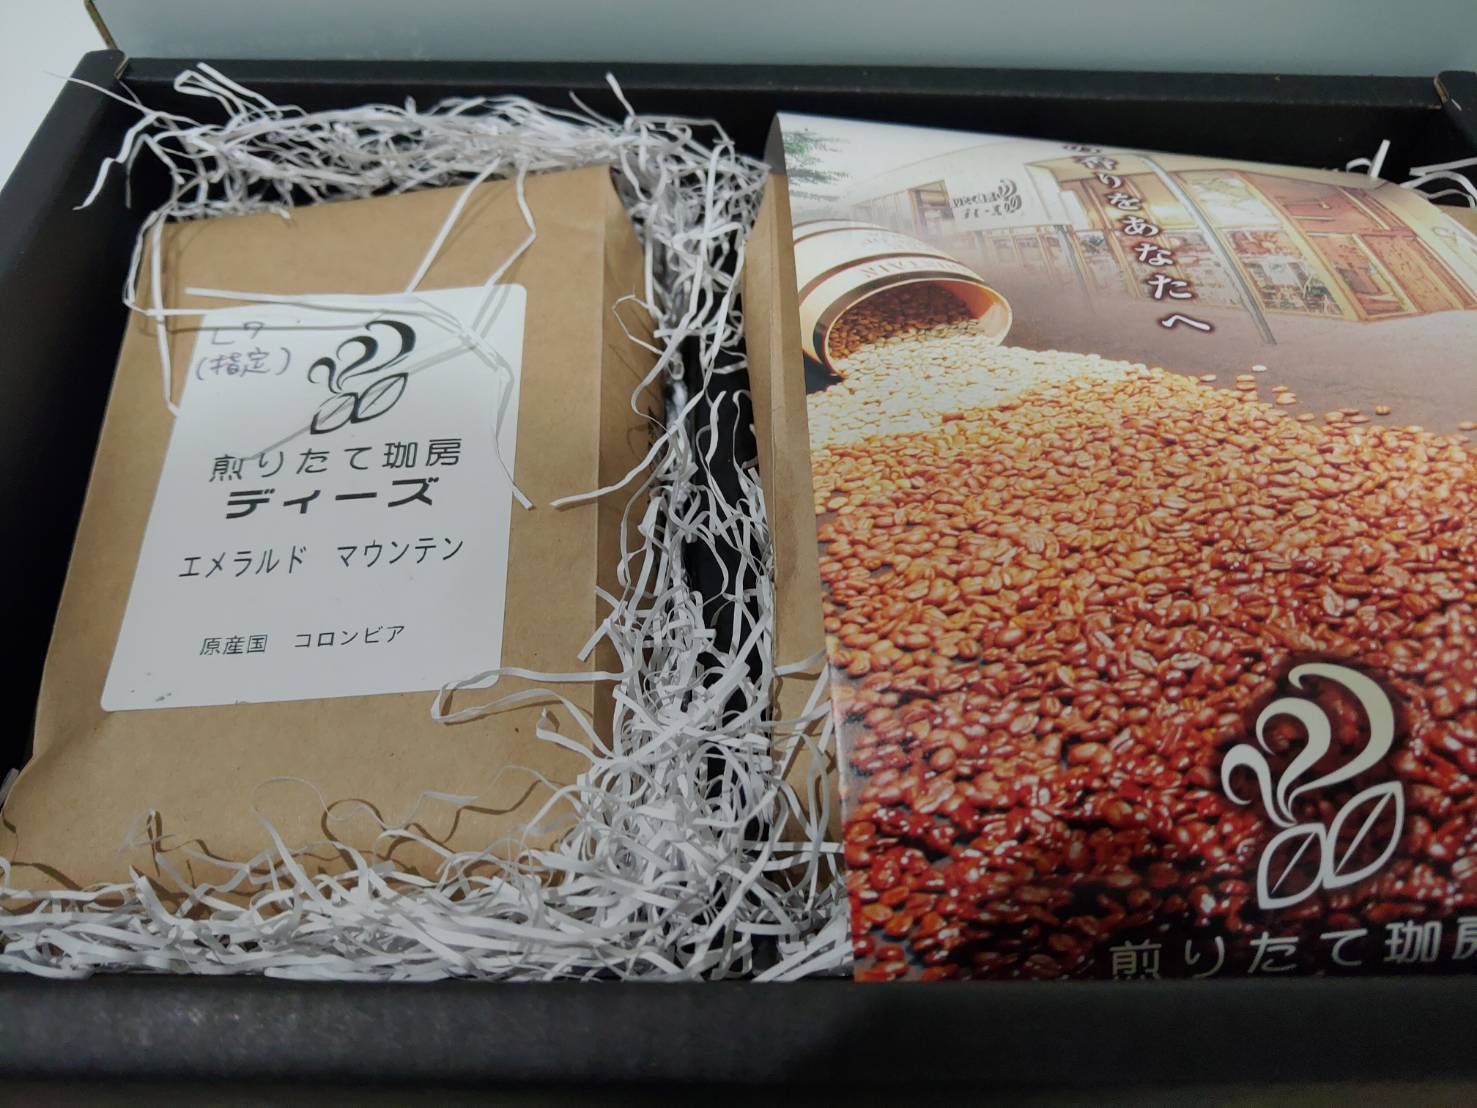 L7
(指定)
煎りたて珈房
ディーズ
エメラルド マウンテン
原産国 コロンビア
香りをあなたへ
煎りたて珈房